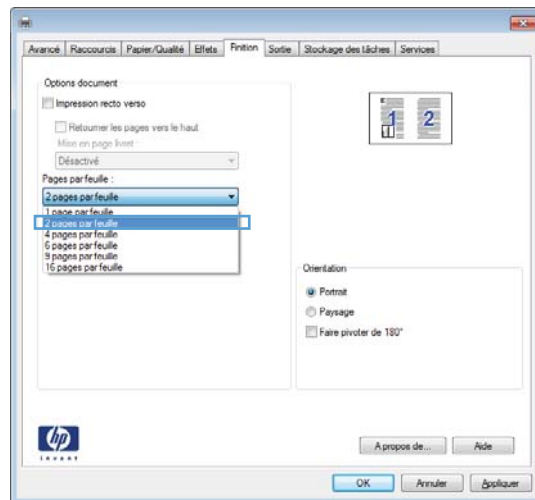 Avancé Raccourcis Papier/Qualité Effets Finition Sortie Stockage des tâches Services
Options document
Impression recto verso
Retourner les pages vers le haut
Mise en page livret :
Désactivé
Pages par feuille :
2 pages par feuille
1 page par feuille
2 pages par feuille
4 pages par feuille
6 pages par feuille
9 pages par feuille
16 pages par feuille
1 2
Orientation
Portrait
Paysage
Faire pivoter de 180°
hp
invent
A propos de... Aide
OK Annuler Appliquer